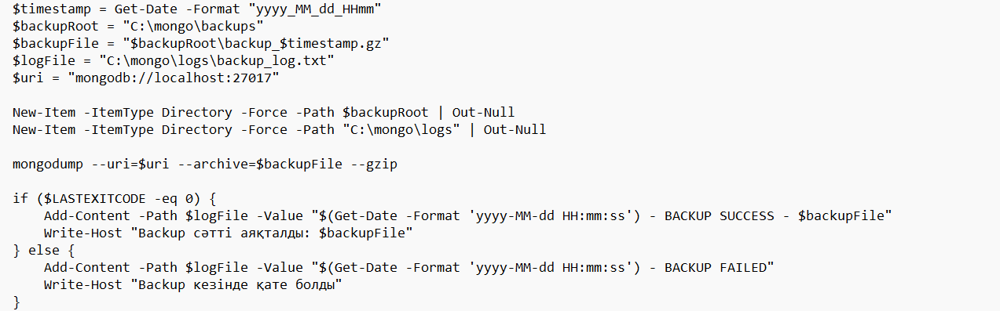 $timestamp = Get-Date -Format "yyyy_MM_dd_HHmm"
$backupRoot = "C:\mongo\backups"
$backupFile = "$backupRoot\backup_$timestamp.gz"
$logFile = "C:\mongo\logs\backup_log.txt"
$uri = "mongodb://localhost:27017"

New-Item -ItemType Directory -Force -Path $backupRoot | Out-Null
New-Item -ItemType Directory -Force -Path "C:\mongo\logs" | Out-Null

mongodump --uri=$uri --archive=$backupFile --gzip

if ($LASTEXITCODE -eq 0) {
    Add-Content -Path $logFile -Value "$(Get-Date -Format 'yyyy-MM-dd HH:mm:ss') - BACKUP SUCCESS - $backupFile"
    Write-Host "Backup сәтті аяқталды: $backupFile"
} else {
    Add-Content -Path $logFile -Value "$(Get-Date -Format 'yyyy-MM-dd HH:mm:ss') - BACKUP FAILED"
    Write-Host "Backup кезінде қате болды"
}